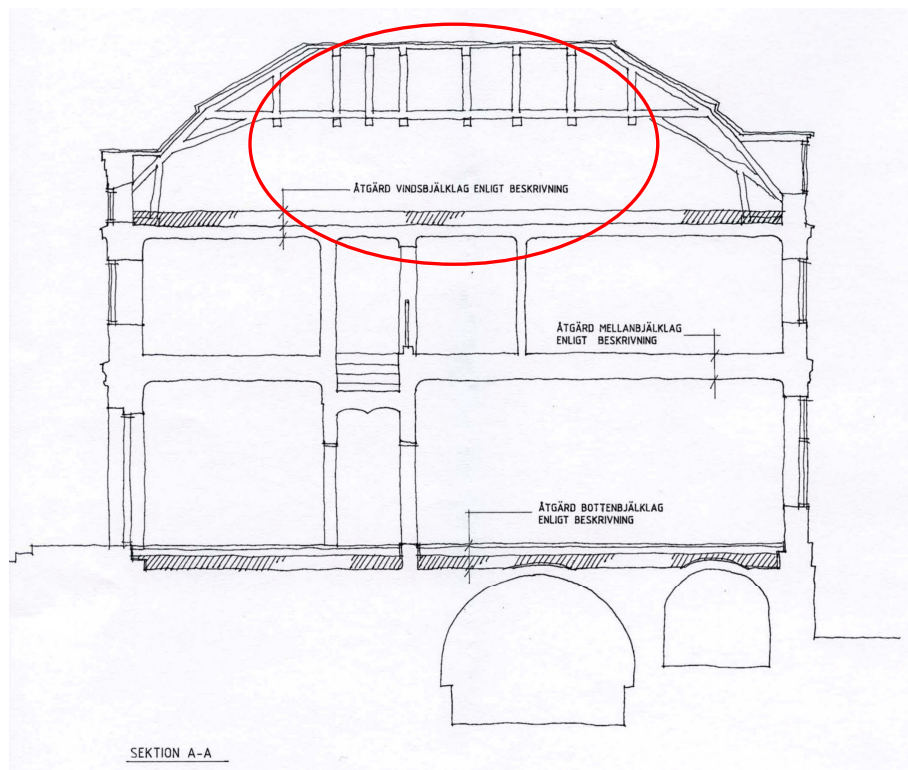 ÅTGÄRD VINDSBJÄLKLAG ENLIGT BESKRIVNING
ÅTGÄRD MELLANBJÄLKLAG
ENLIGT BESKRIVNING
ÅTGÄRD BOTTENBJÄLKLAG
ENLIGT BESKRIVNING
SEKTION A-A